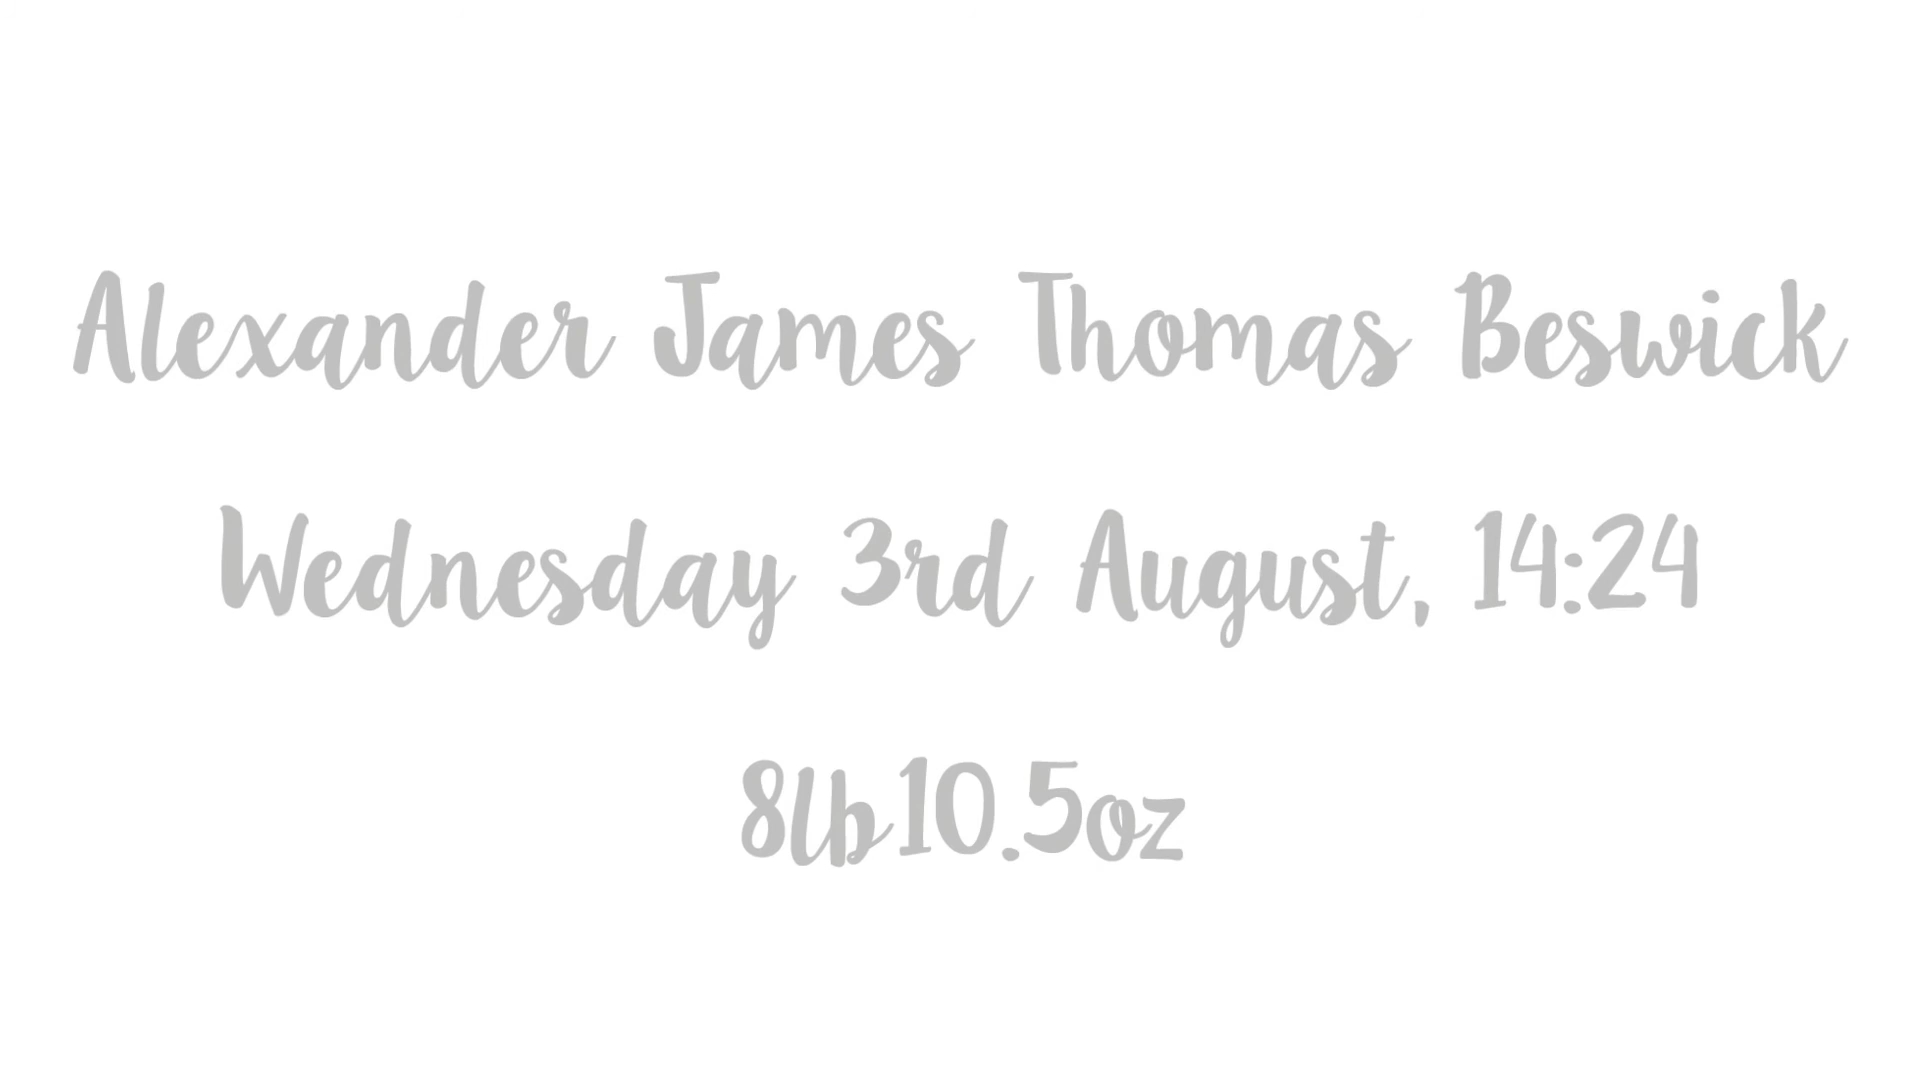 Alexander James Thomas Beswick
Wednesday 3rd August, 14:24
8lb10.5oz